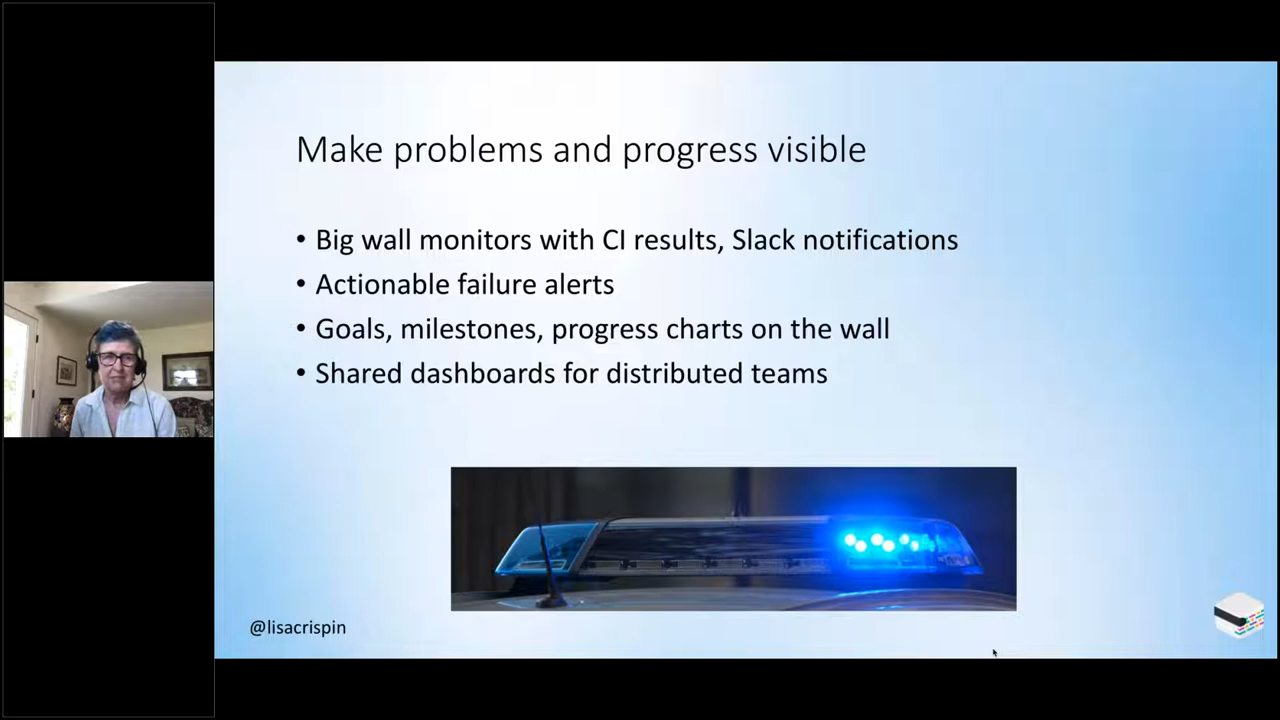 Make problems and progress visible
• Big wall monitors with CI results, Slack notifications
• Actionable failure alerts
• Goals, milestones, progress charts on the wall
• Shared dashboards for distributed teams
@lisacrispin